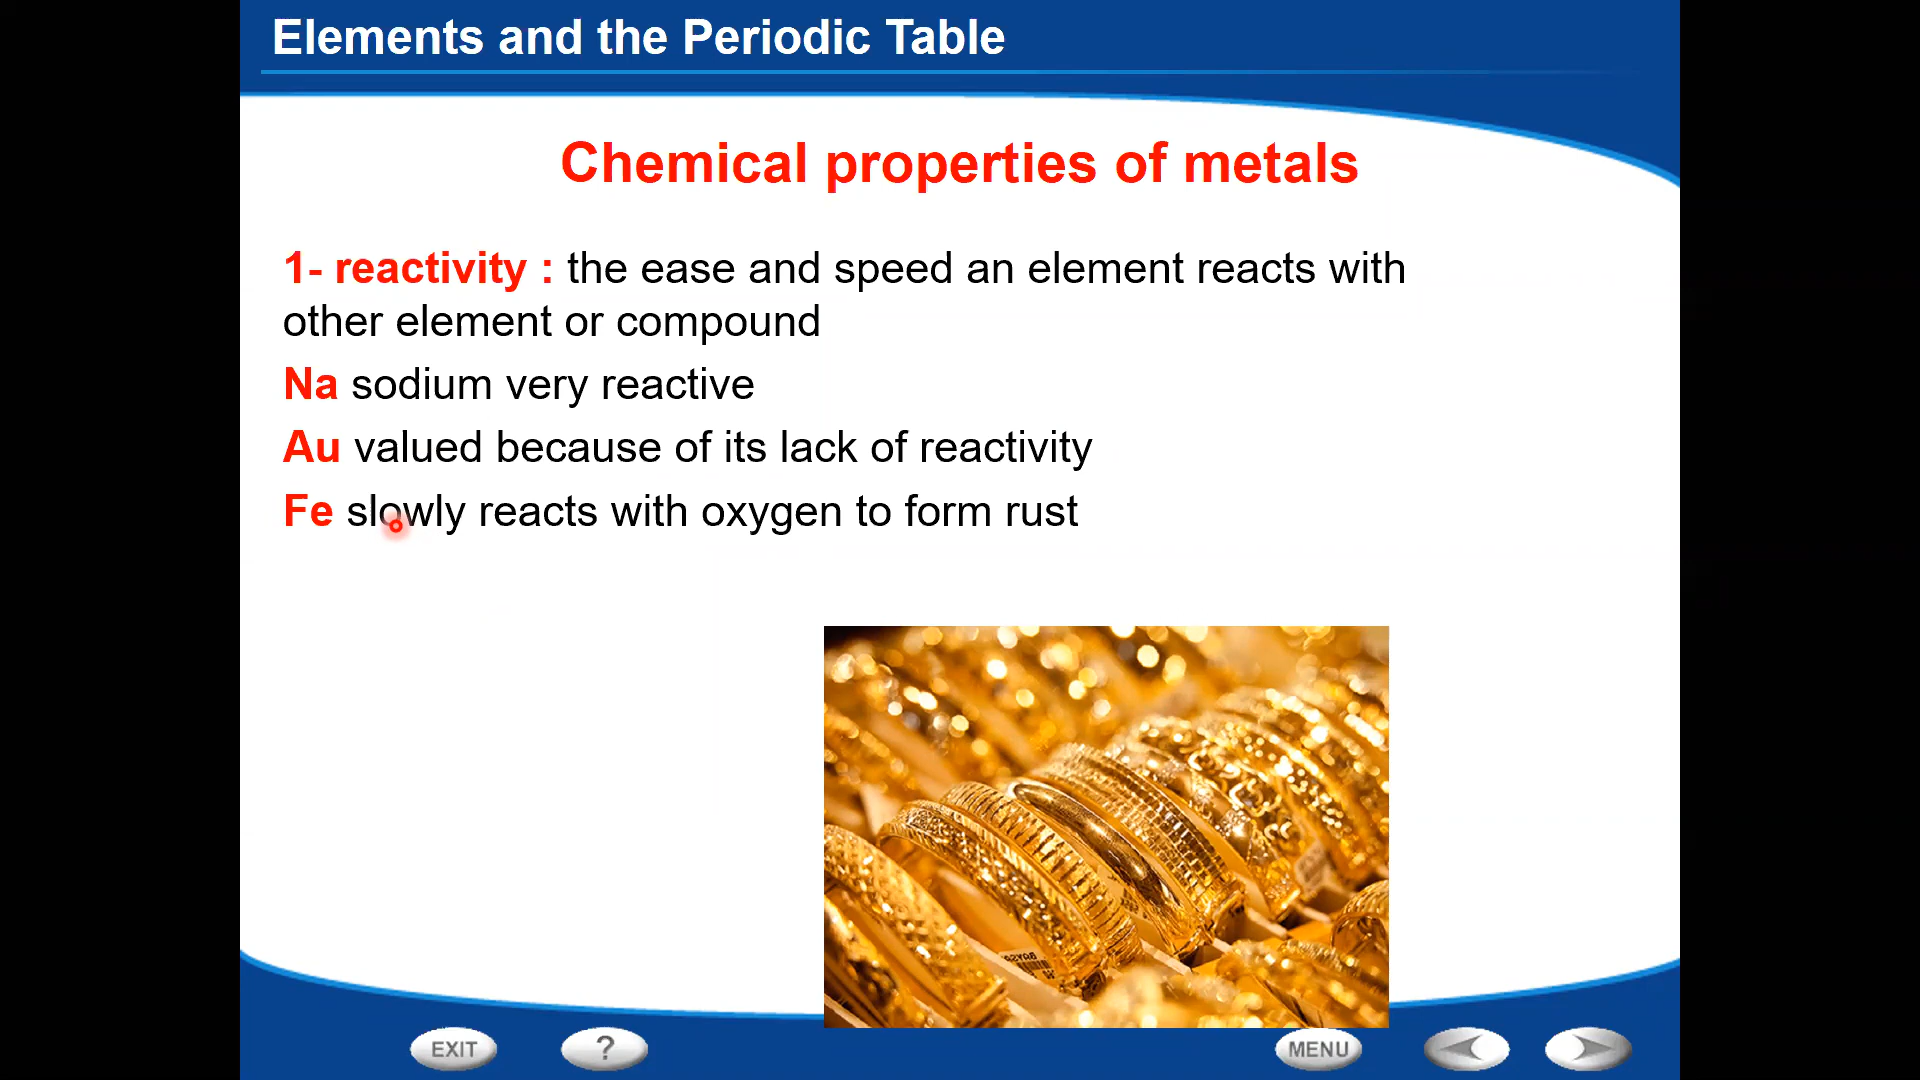 Elements and the Periodic Table
Chemical properties of metals
1- reactivity : the ease and speed an element reacts with
other element or compound
Na sodium very reactive
Au valued because of its lack of reactivity
Fe slowly reacts with oxygen to form rust
EXIT
?
MENU